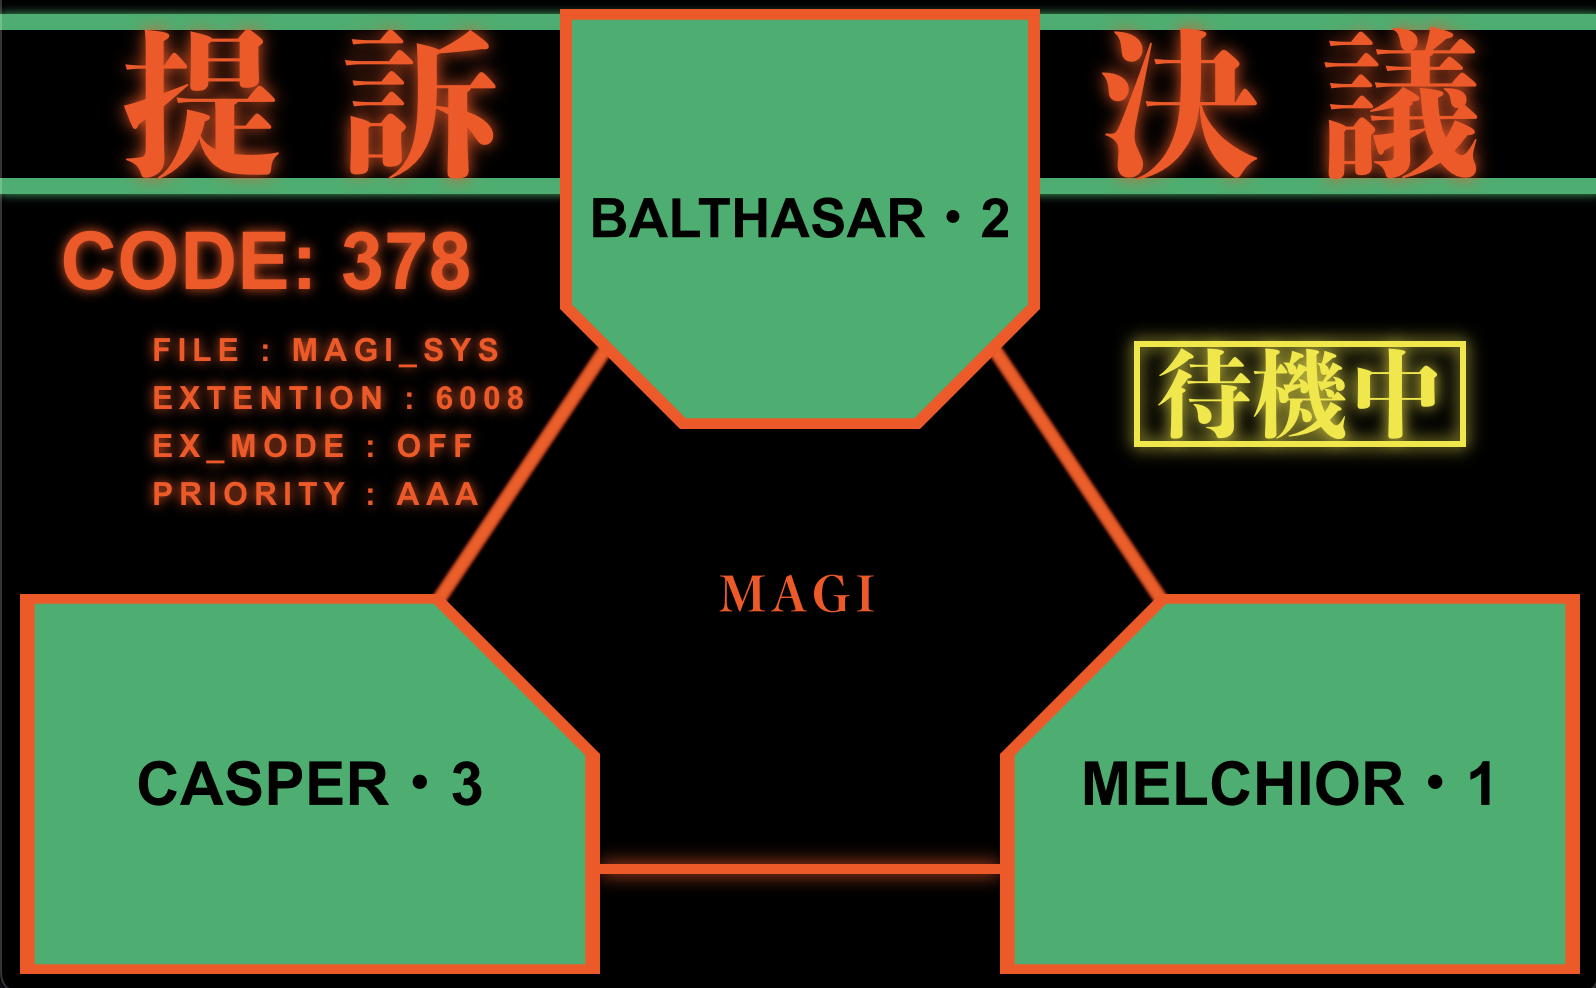 提訴
決議
BALTHASAR・2
CODE: 378
FILE : MAGI_SYS
EXTENTION : 6008
EX_MODE : OFF
PRIORITY : AAA
待機中
MAGI
CASPER・3
MELCHIOR・1